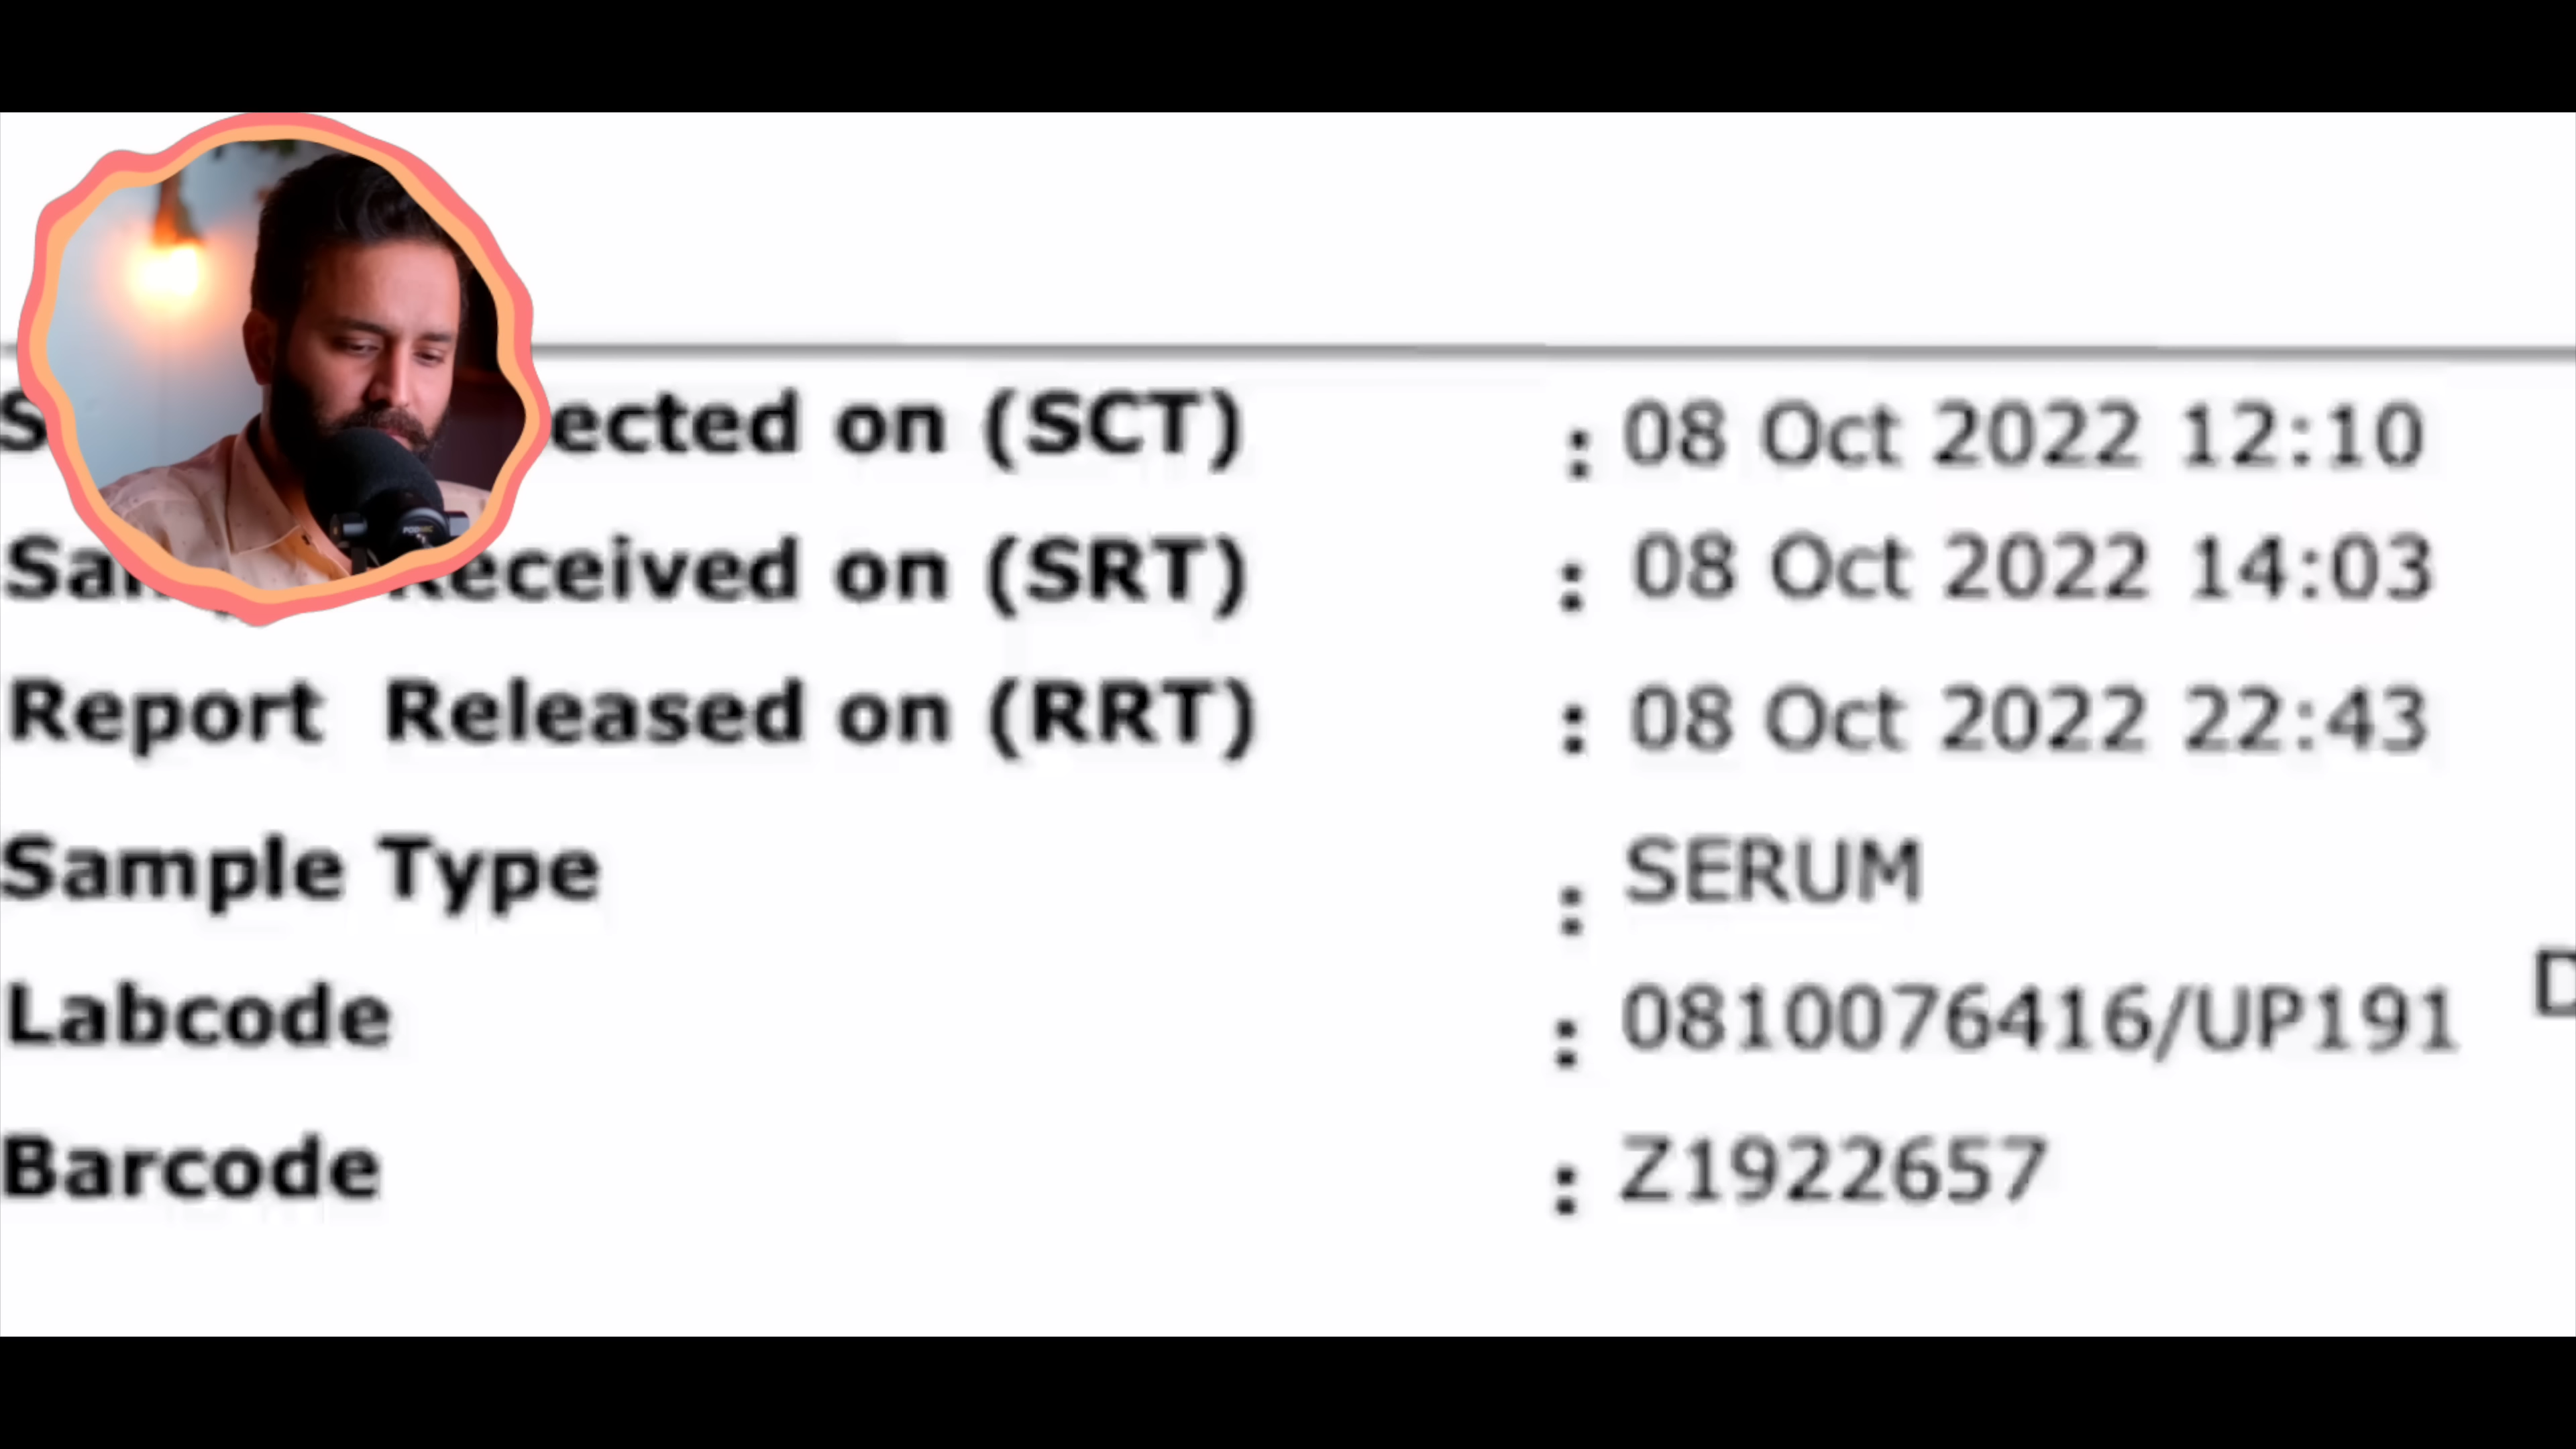 ected on (SCT) : 08 Oct 2022 12:10
eceived on (SRT) : 08 Oct 2022 14:03
Report Released on (RRT) : 08 Oct 2022 22:43
Sample Type : SERUM
Labcode : 0810076416/UP191
Barcode : Z1922657